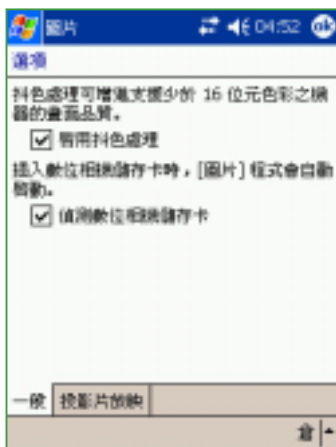 圖片 04:52 ok
選項
抖色處理可增進支援少於 16 位元色彩之機
器的畫面品質。
啟用抖色處理
插入數位相機儲存卡時，[圖片] 程式會自動
啟動。
偵測數位相機儲存卡
一般 投影片放映
倉